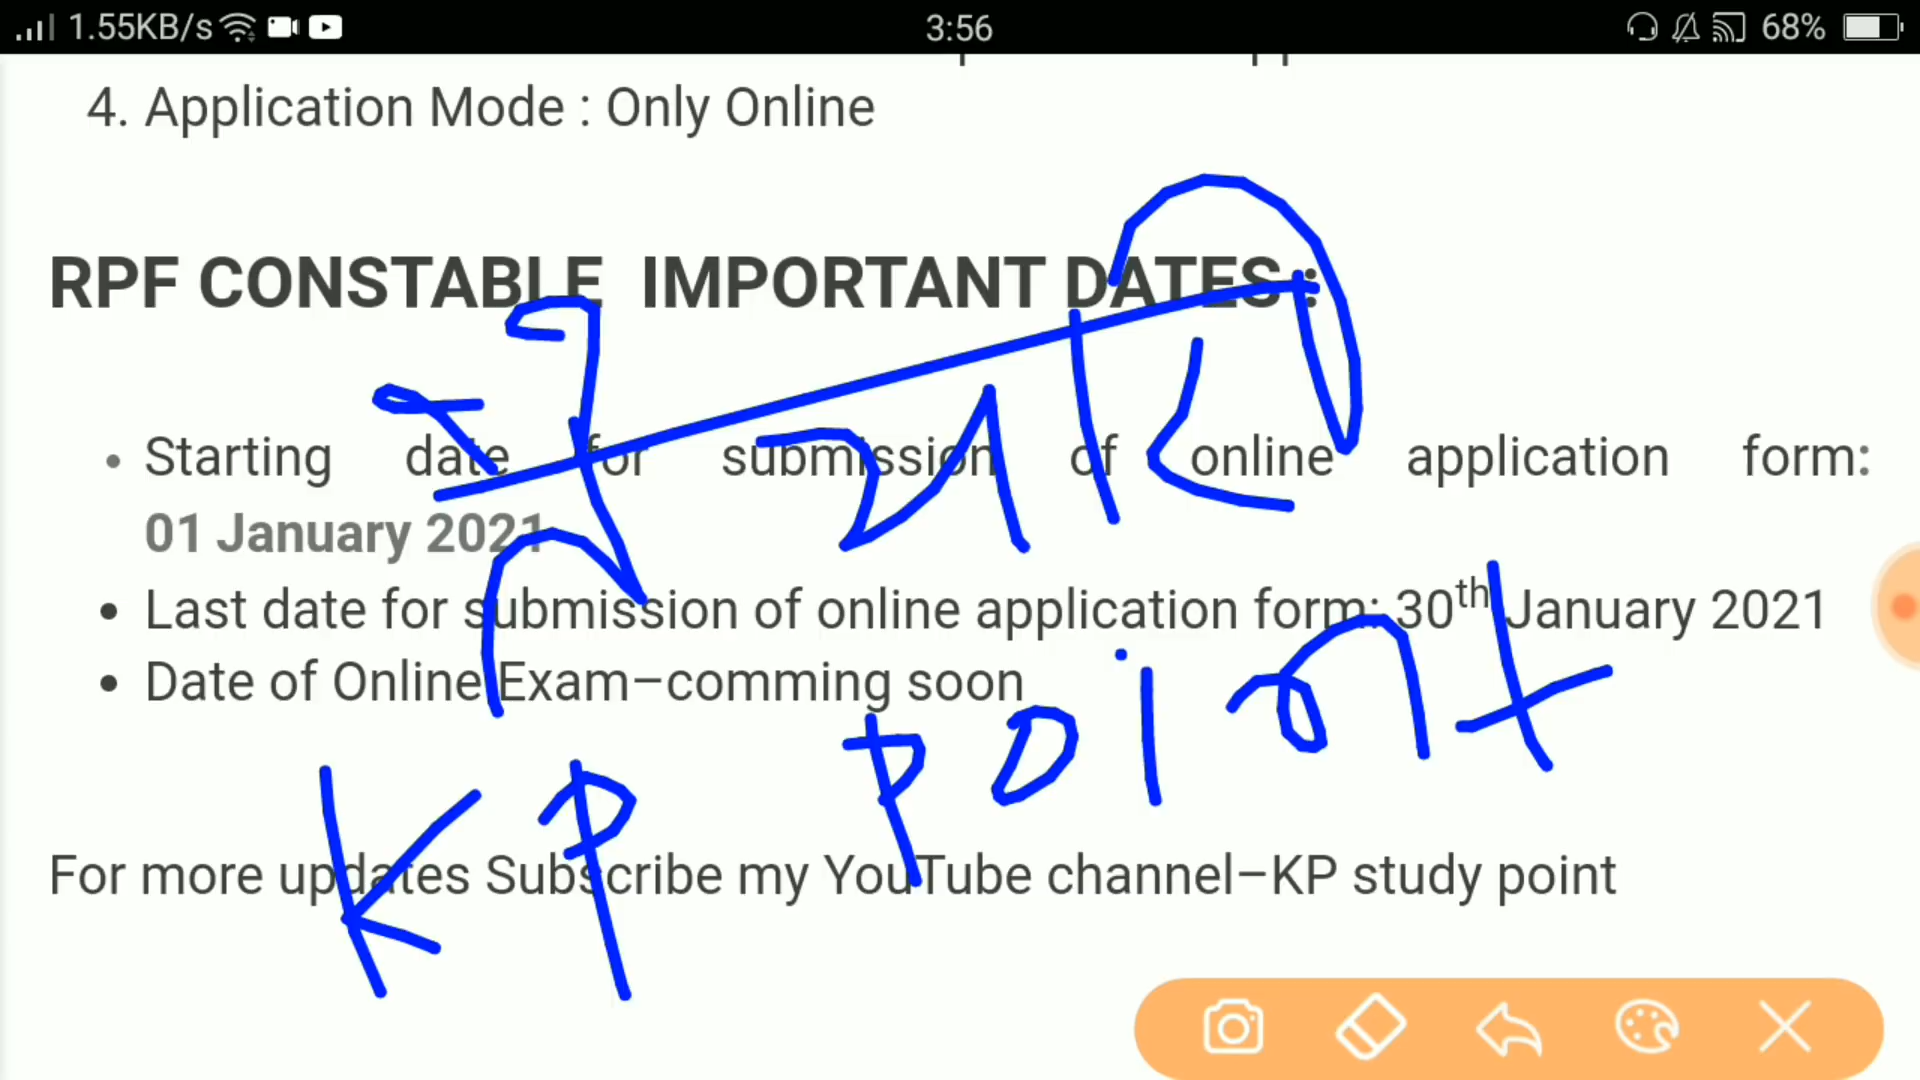 1.55KB/s 3:56 68%
4. Application Mode : Only Online
RPF CONSTABLE IMPORTANT DATES :
Starting date for submission of online application form:
01 January 2021
Last date for submission of online application form: 30th January 2021
Date of Online Exam–comming soon
KP point
For more updates Subscribe my YouTube channel–KP study point